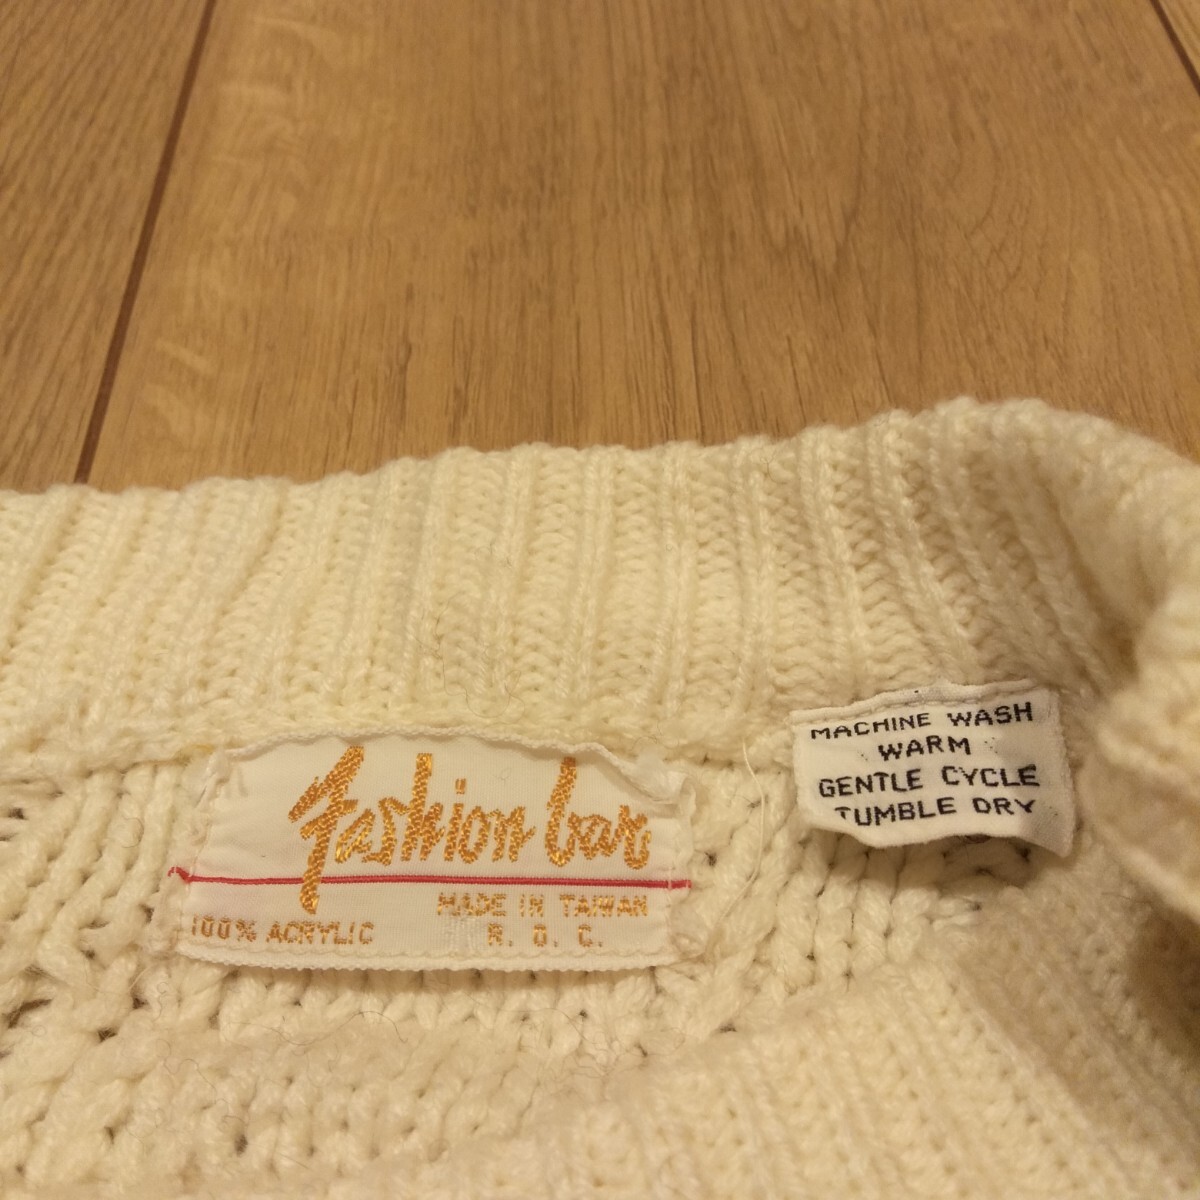 fashion bar
MADE IN TAIWAN
100% ACRYLIC R. O. C.
MACHINE WASH
WARM
GENTLE CYCLE
TUMBLE DRY